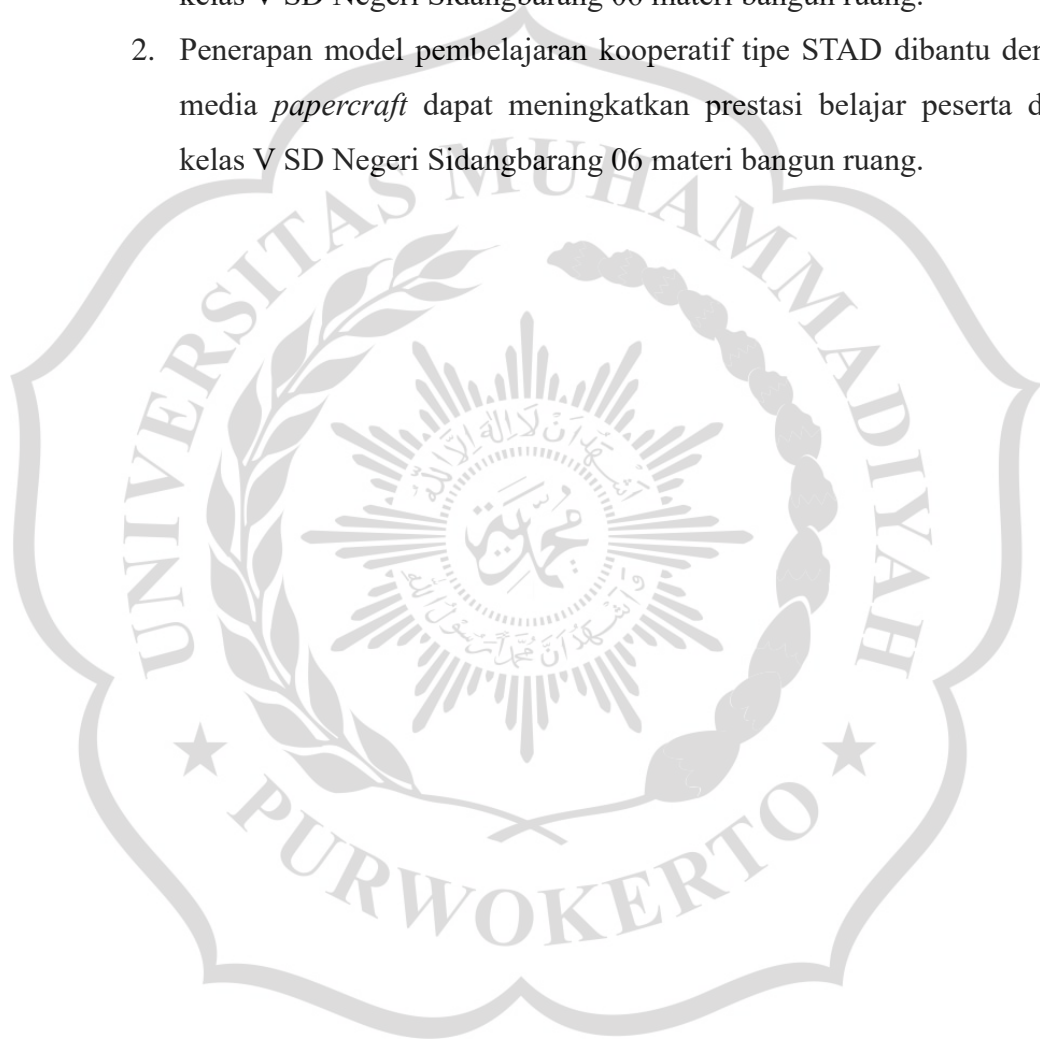 kelas V SD Negeri Sidangbarang 06 materi bangun ruang.
2. Penerapan model pembelajaran kooperatif tipe STAD dibantu
media papercraft dapat meningkatkan prestasi belajar peserta
kelas V SD Negeri Sidangbarang 06 materi bangun ruang.
UNIVERSITAS MUHAMMADIYAH
★ PURWOKERTO ★